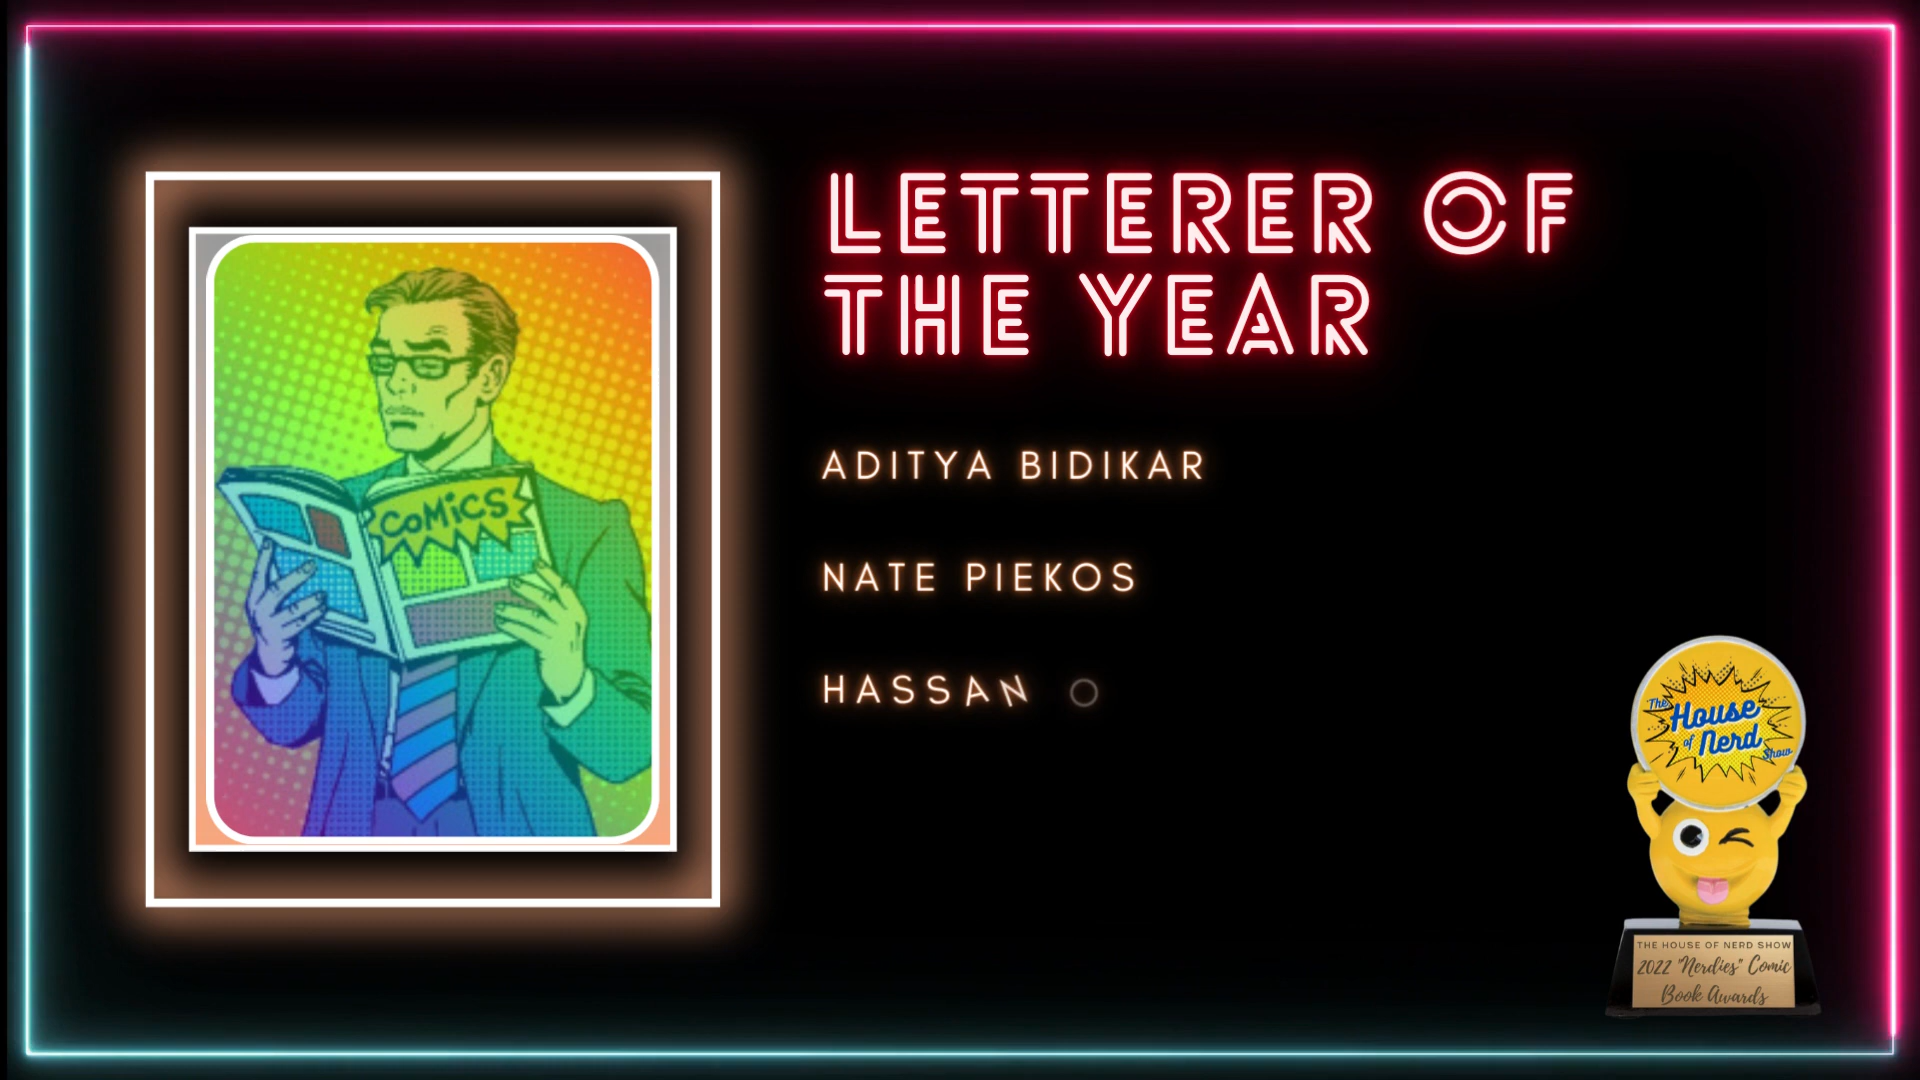 LETTERER OF
THE YEAR
ADITYA BIDIKAR
NATE PIEKOS
HASSAN O
COMICS
The
House
of Nerd
Show
THE HOUSE OF NERD SHOW
2022 "Nerdies" Comic
Book Awards